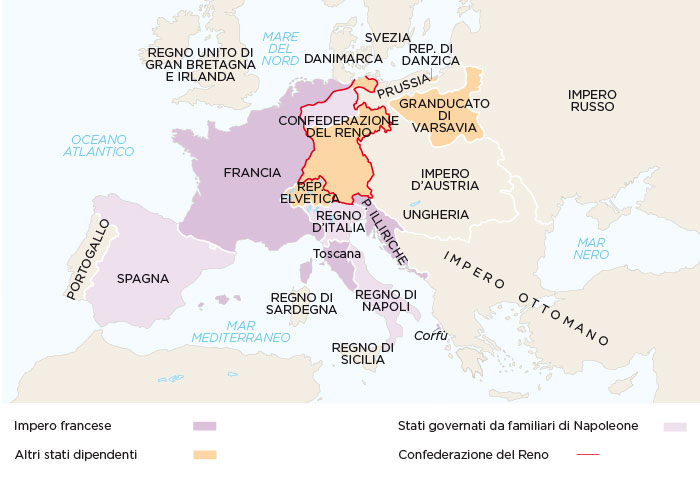 MARE
DEL
NORD
SVEZIA
DANIMARCA
REP. DI
DANZICA
REGNO UNITO DI
GRAN BRETAGNA
E IRLANDA
PRUSSIA
IMPERO
RUSSO
GRANDUCATO
DI
VARSAVIA
CONFEDERAZIONE
DEL RENO
OCEANO
ATLANTICO
FRANCIA
IMPERO
D'AUSTRIA
REP.
ELVETICA
UNGHERIA
P. ILLIRICHE
REGNO
D'ITALIA
PORTOGALLO
MAR
NERO
Toscana
IMPERO OTTOMANO
SPAGNA
REGNO DI
SARDEGNA
REGNO DI
NAPOLI
MAR
MEDITERRANEO
Corfù
REGNO DI
SICILIA
Impero francese
Stati governati da familiari di Napoleone
Altri stati dipendenti
Confederazione del Reno